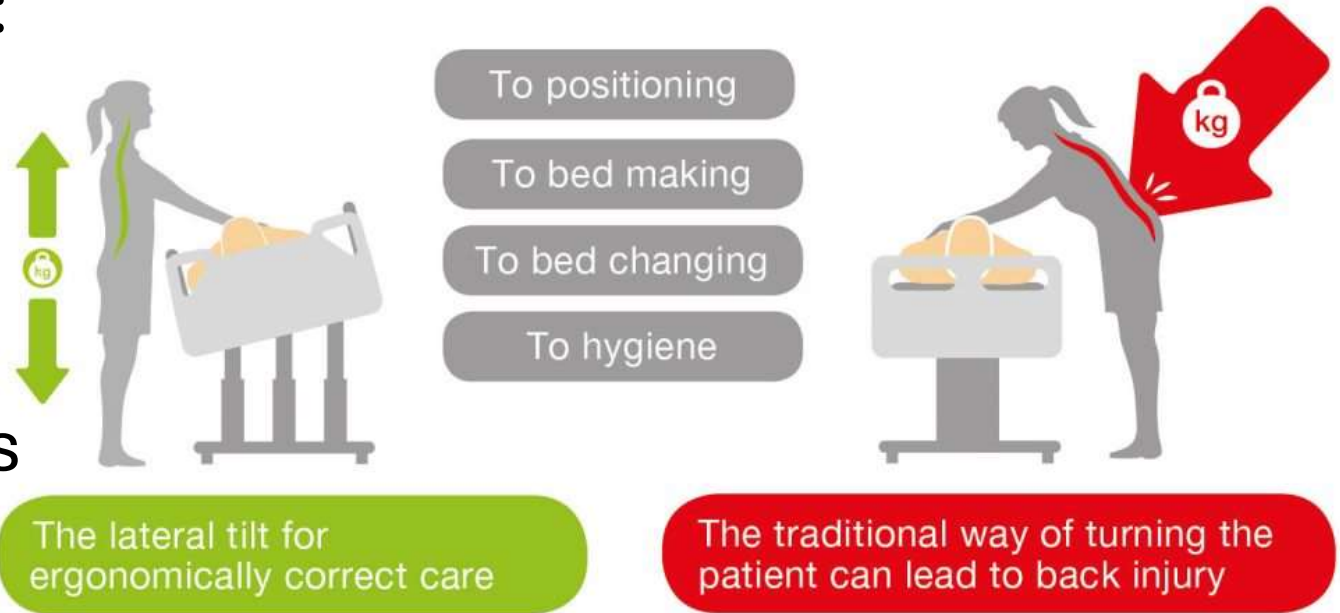 :
To positioning
kg
To bed making
To bed changing
kg
To hygiene
s
The lateral tilt for
ergonomically correct care
The traditional way of turning the
patient can lead to back injury